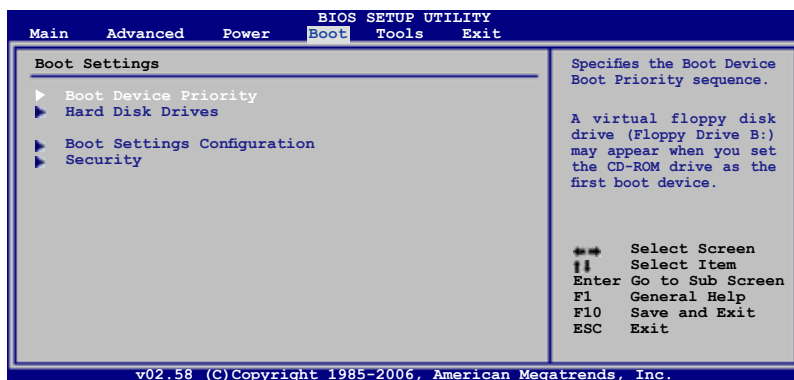 BIOS SETUP UTILITY
Main Advanced Power Boot Tools Exit
Boot Settings
Boot Device Priority
Hard Disk Drives
Boot Settings Configuration
Security
Specifies the Boot Device
Boot Priority sequence.
A virtual floppy disk
drive (Floppy Drive B:)
may appear when you set
the CD-ROM drive as the
first boot device.
Select Screen
Select Item
Enter Go to Sub Screen
F1 General Help
F10 Save and Exit
ESC Exit
v02.58 (C)Copyright 1985-2006, American Megatrends, Inc.